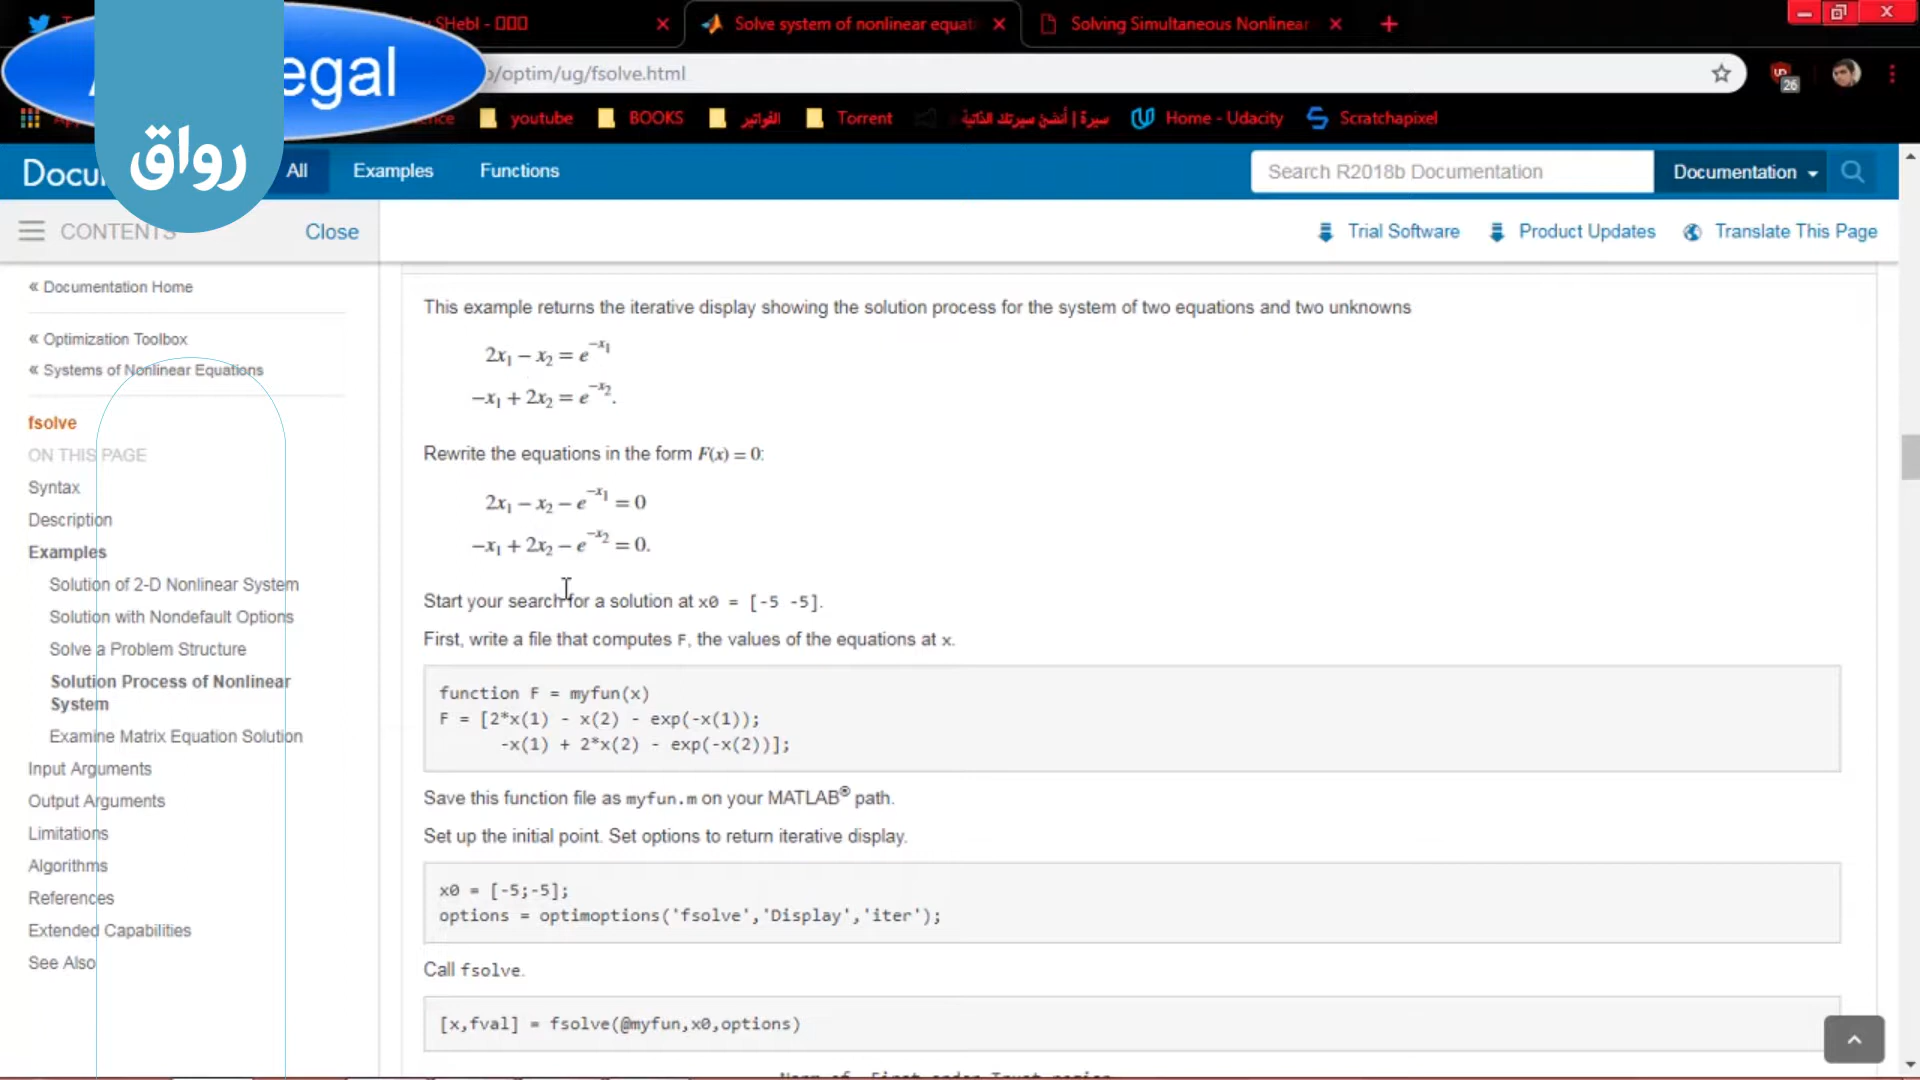 SHebl -
Solve system of nonlinear equat
Solving Simultaneous Nonlinear
egal
/optim/ug/fsolve.html
26
youtube
BOOKS
الفواتير
Torrent
سيرة | أنشئ سيرتك الذاتية
Home - Udacity
Scratchapixel
رواق
Docu
All
Examples
Functions
Search R2018b Documentation
Documentation
CONTENTS
Close
Trial Software
Product Updates
Translate This Page
« Documentation Home
« Optimization Toolbox
« Systems of Nonlinear Equations
fsolve
ON THIS PAGE
Syntax
Description
Examples
Solution of 2-D Nonlinear System
Solution with Nondefault Options
Solve a Problem Structure
Solution Process of Nonlinear
System
Examine Matrix Equation Solution
Input Arguments
Output Arguments
Limitations
Algorithms
References
Extended Capabilities
See Also
This example returns the iterative display showing the solution process for the system of two equations and two unknowns
2x₁ − x₂ = e^−x₁
−x₁ + 2x₂ = e^−x₂.
Rewrite the equations in the form F(x) = 0:
2x₁ − x₂ − e^−x₁ = 0
−x₁ + 2x₂ − e^−x₂ = 0.
Start your search for a solution at x0 = [-5 -5].
First, write a file that computes F, the values of the equations at x.
function F = myfun(x)
F = [2*x(1) - x(2) - exp(-x(1));
-x(1) + 2*x(2) - exp(-x(2))];
Save this function file as myfun.m on your MATLAB® path.
Set up the initial point. Set options to return iterative display.
x0 = [-5;-5];
options = optimoptions('fsolve','Display','iter');
Call fsolve.
[x,fval] = fsolve(@myfun,x0,options)